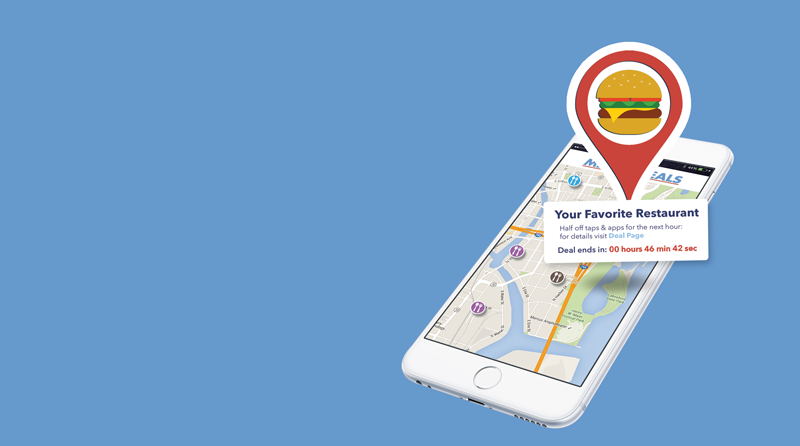 44%
M
EALS
Your Favorite Restaurant
Half off taps & apps for the next hour:
for details visit Deal Page
Deal ends in: 00 hours 46 min 42 sec